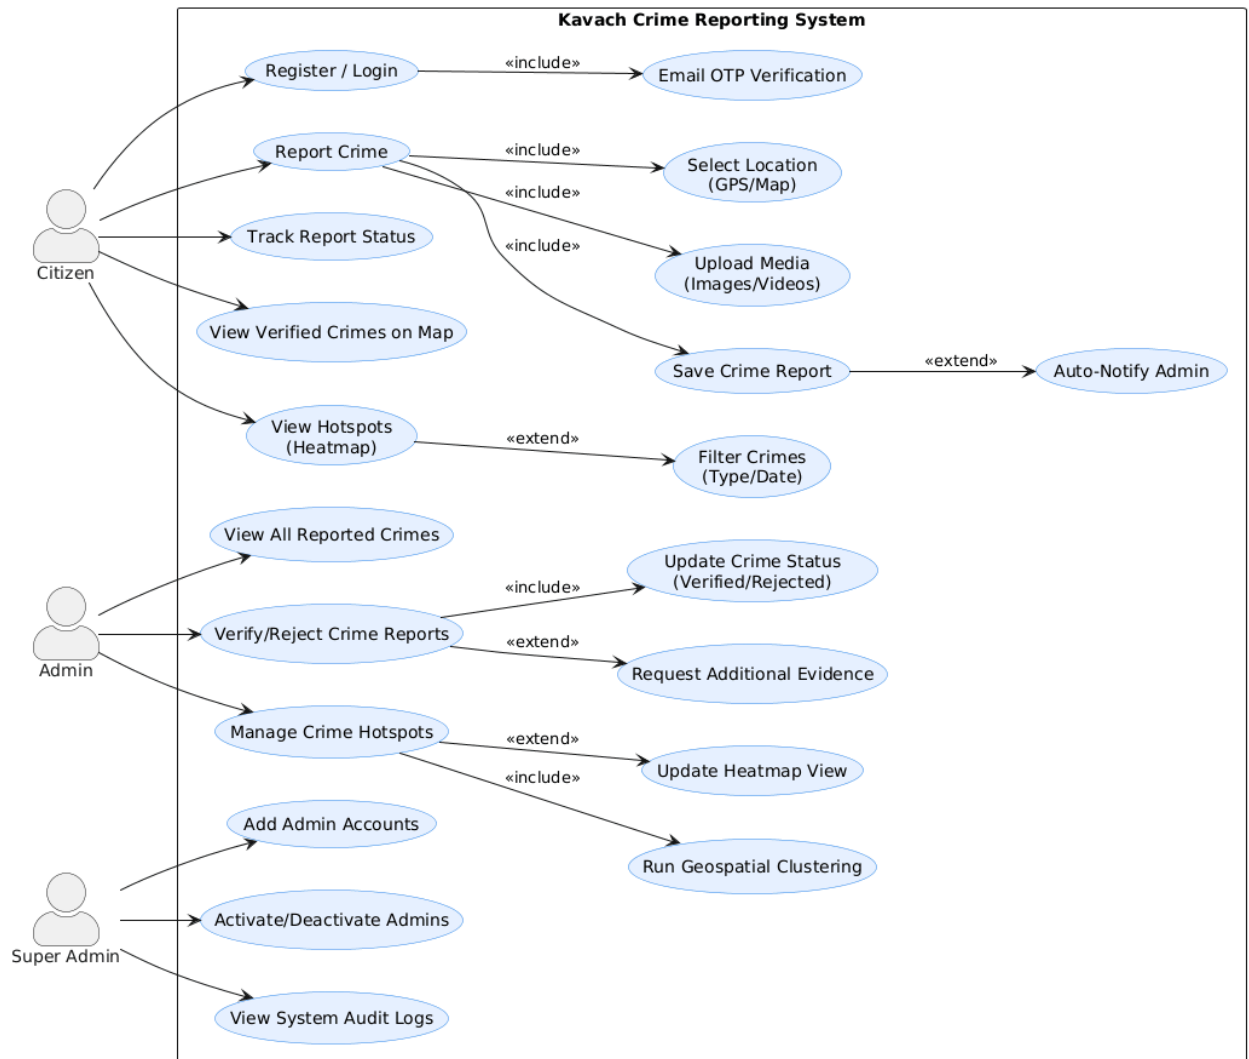 Kavach Crime Reporting System
Register / Login
«include»
Email OTP Verification
Report Crime
«include»
Select Location
(GPS/Map)
«include»
Track Report Status
«include»
Upload Media
(Images/Videos)
Citizen
View Verified Crimes on Map
Save Crime Report
«extend»
Auto-Notify Admin
View Hotspots
(Heatmap)
«extend»
Filter Crimes
(Type/Date)
View All Reported Crimes
Update Crime Status
(Verified/Rejected)
«include»
Verify/Reject Crime Reports
«extend»
Request Additional Evidence
Admin
Manage Crime Hotspots
«extend»
Update Heatmap View
«include»
Add Admin Accounts
Run Geospatial Clustering
Activate/Deactivate Admins
Super Admin
View System Audit Logs